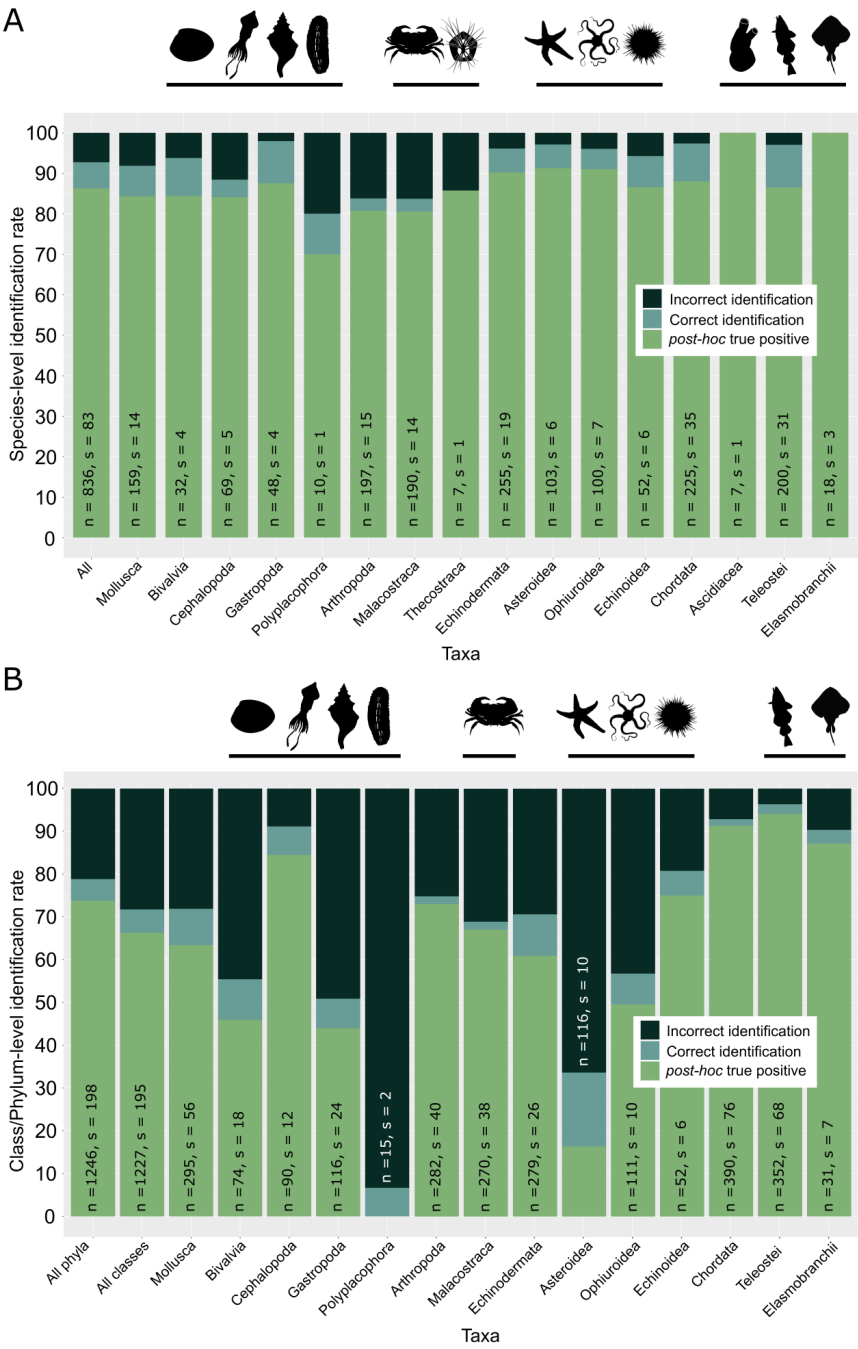 A
100
90
80
70
60
50
40
30
20
10
0
Species-level identification rate
Incorrect identification
Correct identification
post-hoc true positive
n = 836, s = 83
n = 159, s = 14
n = 32, s = 4
n = 69, s = 5
n = 48, s = 4
n = 10, s = 1
n = 197, s = 15
n =190, s = 14
n = 7, s = 1
n = 255, s = 19
n = 103, s = 6
n = 100, s = 7
n = 52, s = 6
n = 225, s = 35
n = 7, s = 1
n = 200, s = 31
n = 18, s = 3
All
Mollusca
Bivalvia
Cephalopoda
Gastropoda
Polyplacophora
Arthropoda
Malacostraca
Thecostraca
Echinodermata
Asteroidea
Ophiuroidea
Echinoidea
Chordata
Ascidiacea
Teleostei
Elasmobranchii
Taxa
B
100
90
80
70
60
50
40
30
20
10
0
Class/Phylum-level identification rate
Incorrect identification
Correct identification
post-hoc true positive
n =1246, s = 198
n =1227, s = 195
n =295, s = 56
n =74, s = 18
n =90, s = 12
n =116, s = 24
n =15, s = 2
n =282, s = 40
n =270, s = 38
n =279, s = 26
n =116, s = 10
n =111, s = 10
n =52, s = 6
n =390, s = 76
n =352, s = 68
n =31, s = 7
All phyla
All classes
Mollusca
Bivalvia
Cephalopoda
Gastropoda
Polyplacophora
Arthropoda
Malacostraca
Echinodermata
Asteroidea
Ophiuroidea
Echinoidea
Chordata
Teleostei
Elasmobranchii
Taxa